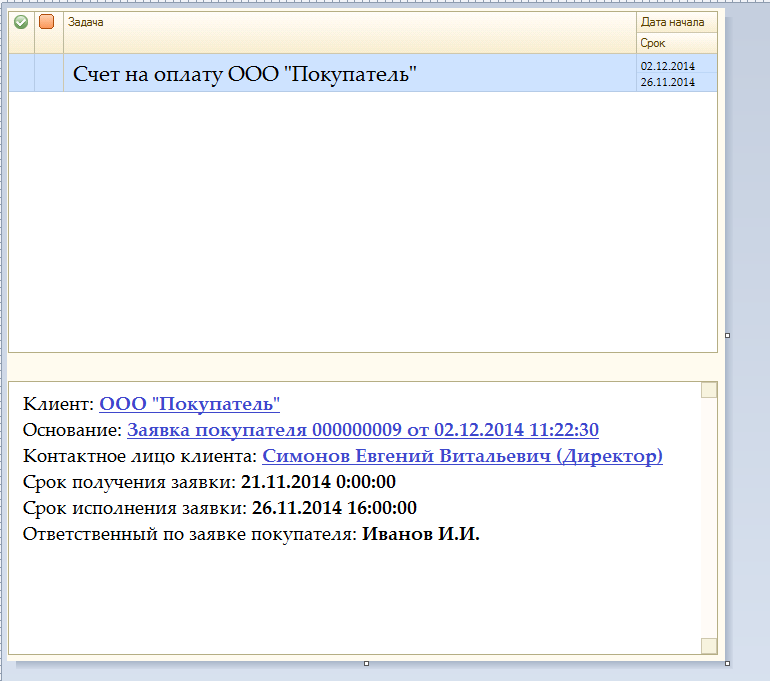 Задача
Дата начала
Срок
Счет на оплату ООО "Покупатель"
02.12.2014
26.11.2014
Клиент: ООО "Покупатель"
Основание: Заявка покупателя 000000009 от 02.12.2014 11:22:30
Контактное лицо клиента: Симонов Евгений Витальевич (Директор)
Срок получения заявки: 21.11.2014 0:00:00
Срок исполнения заявки: 26.11.2014 16:00:00
Ответственный по заявке покупателя: Иванов И.И.